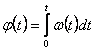 φ(t) = ∫₀ᵗ ω(t)dt